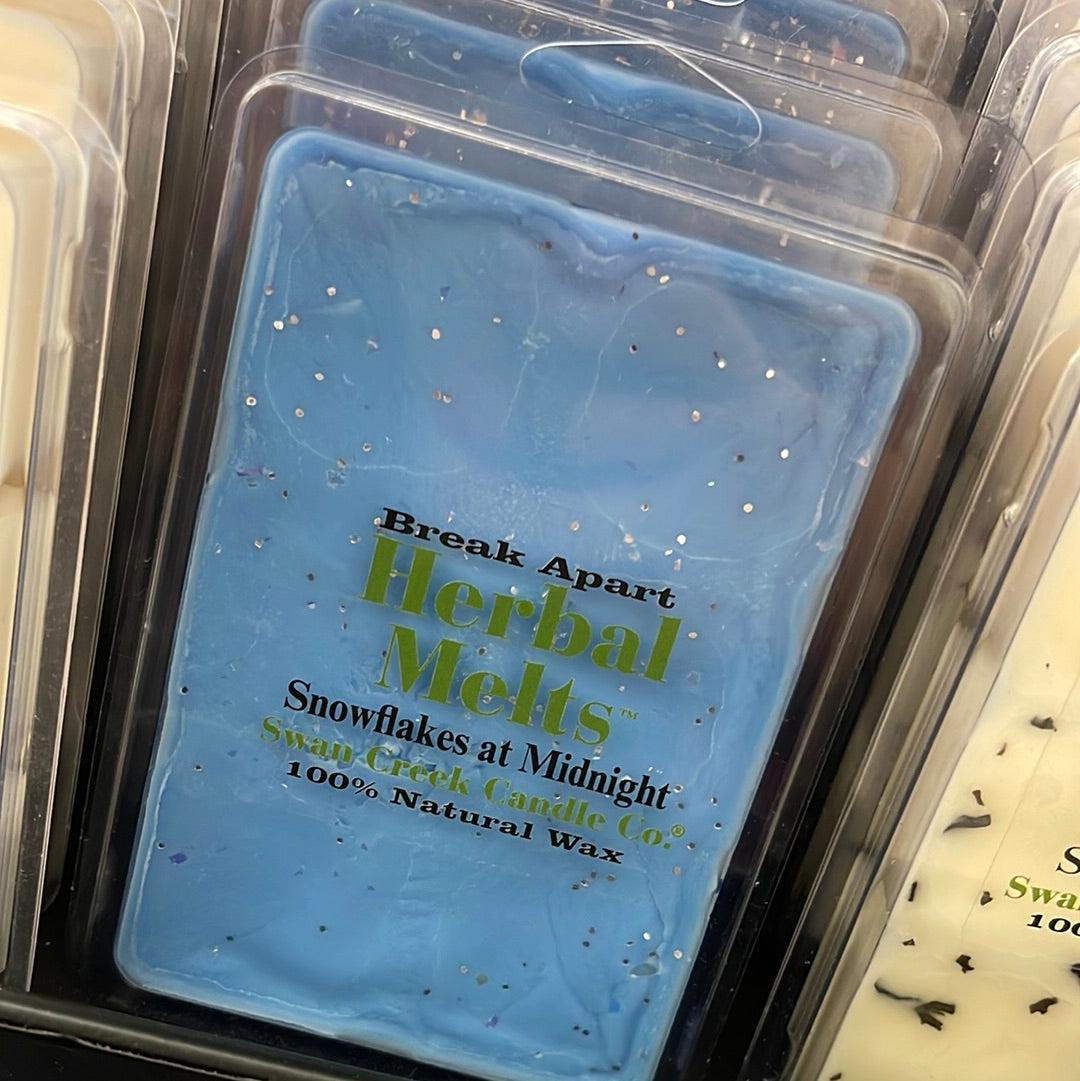 Break Apart
Herbal
Melts™
Snowflakes at Midnight
Swan Creek Candle Co.®
100% Natural Wax